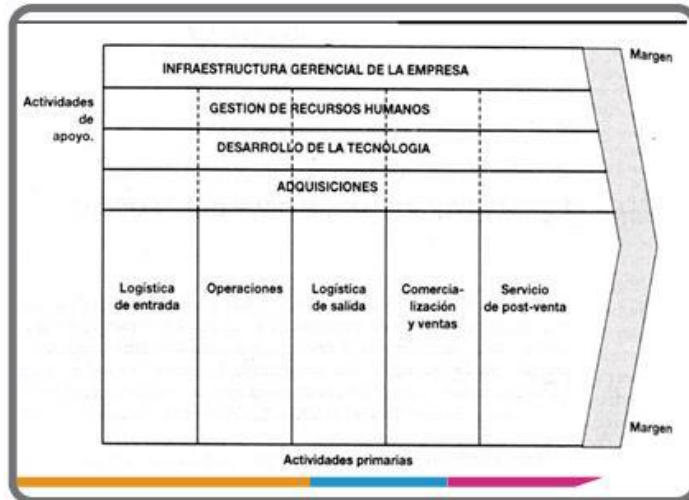 Margen
INFRAESTRUCTURA GERENCIAL DE LA EMPRESA
Actividades
de
apoyo.
GESTION DE RECURSOS HUMANOS
DESARROLLO DE LA TECNOLOGIA
ADQUISICIONES
Logística
de entrada
Operaciones
Logística
de salida
Comercia-
lización
y ventas
Servicio
de post-venta
Margen
Actividades primarias